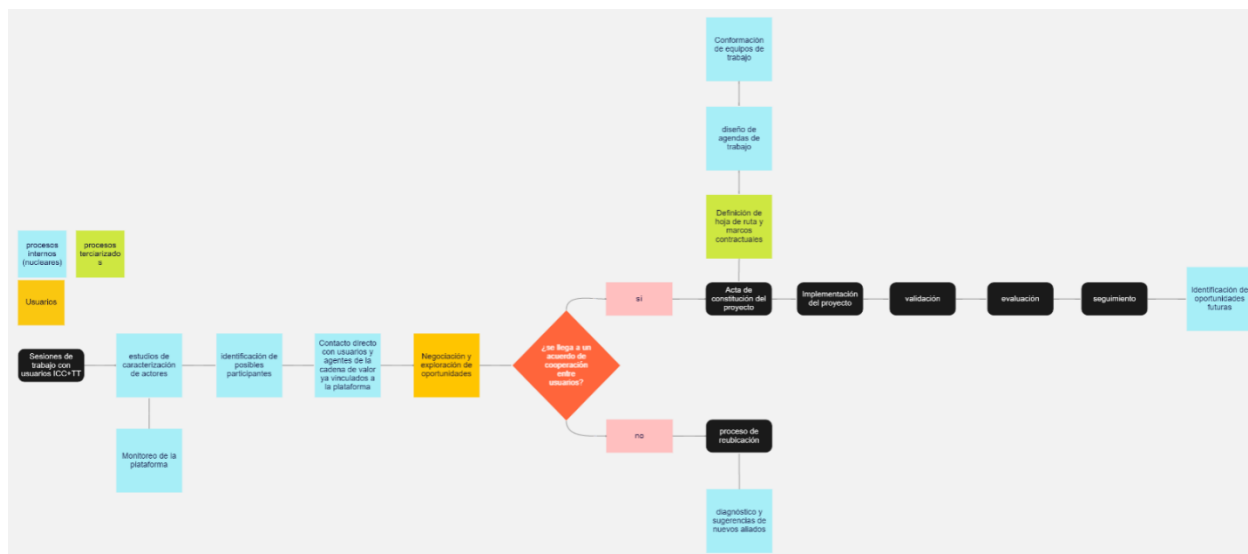 Conformación
de equipos de
trabajo
diseño de
agendas de
trabajo
Definición de
hoja de ruta y
marcos
contractuales
procesos
internos
(nucleares)
procesos
terciarizado
s
Usuarios
si
Acta de
constitución del
proyecto
Implementación
del proyecto
validación
evaluación
seguimiento
Identificación de
oportunidades
futuras
Sesiones de
trabajo con
usuarios ICC+TT
estudios de
caracterización
de actores
identificación de
posibles
participantes
Contacto directo
con usuarios y
agentes de la
cadena de valor
ya vinculados a
la plataforma
Negociación y
exploración de
oportunidades
¿se llega a un
acuerdo de
cooperación
entre
usuarios?
Monitoreo de la
plataforma
no
proceso de
reubicación
diagnóstico y
sugerencias de
nuevos aliados